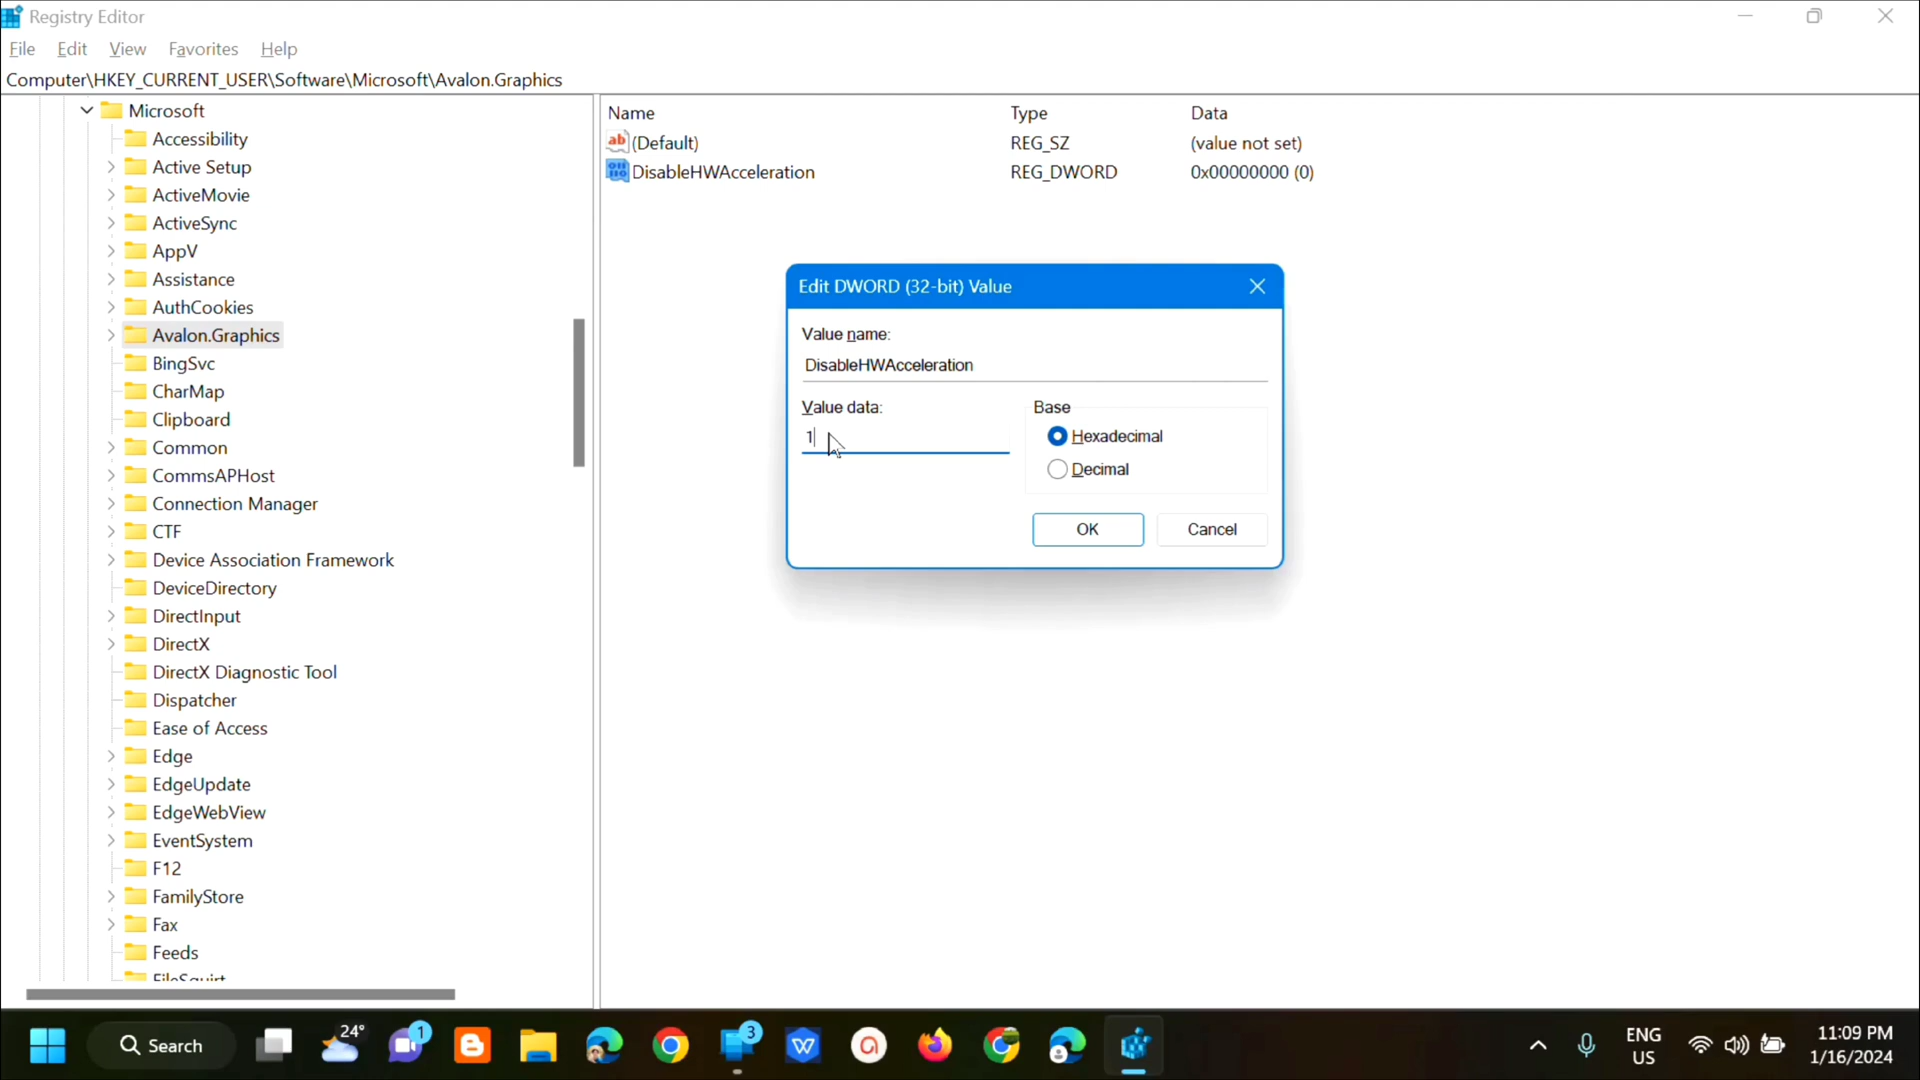 Registry Editor
File Edit View Favorites Help
Computer\HKEY_CURRENT_USER\Software\Microsoft\Avalon.Graphics
Microsoft
Accessibility
Active Setup
ActiveMovie
ActiveSync
AppV
Assistance
AuthCookies
Avalon.Graphics
BingSvc
CharMap
Clipboard
Common
CommsAPHost
Connection Manager
CTF
Device Association Framework
DeviceDirectory
DirectInput
DirectX
DirectX Diagnostic Tool
Dispatcher
Ease of Access
Edge
EdgeUpdate
EdgeWebView
EventSystem
F12
FamilyStore
Fax
Feeds
FileSquirt
Name Type Data
ab (Default) REG_SZ (value not set)
DisableHWAcceleration REG_DWORD 0x00000000 (0)
Edit DWORD (32-bit) Value
Value name:
DisableHWAcceleration
Value data:
1
Base
Hexadecimal
Decimal
OK Cancel
Search
24°
1
3
ENG
US
11:09 PM
1/16/2024